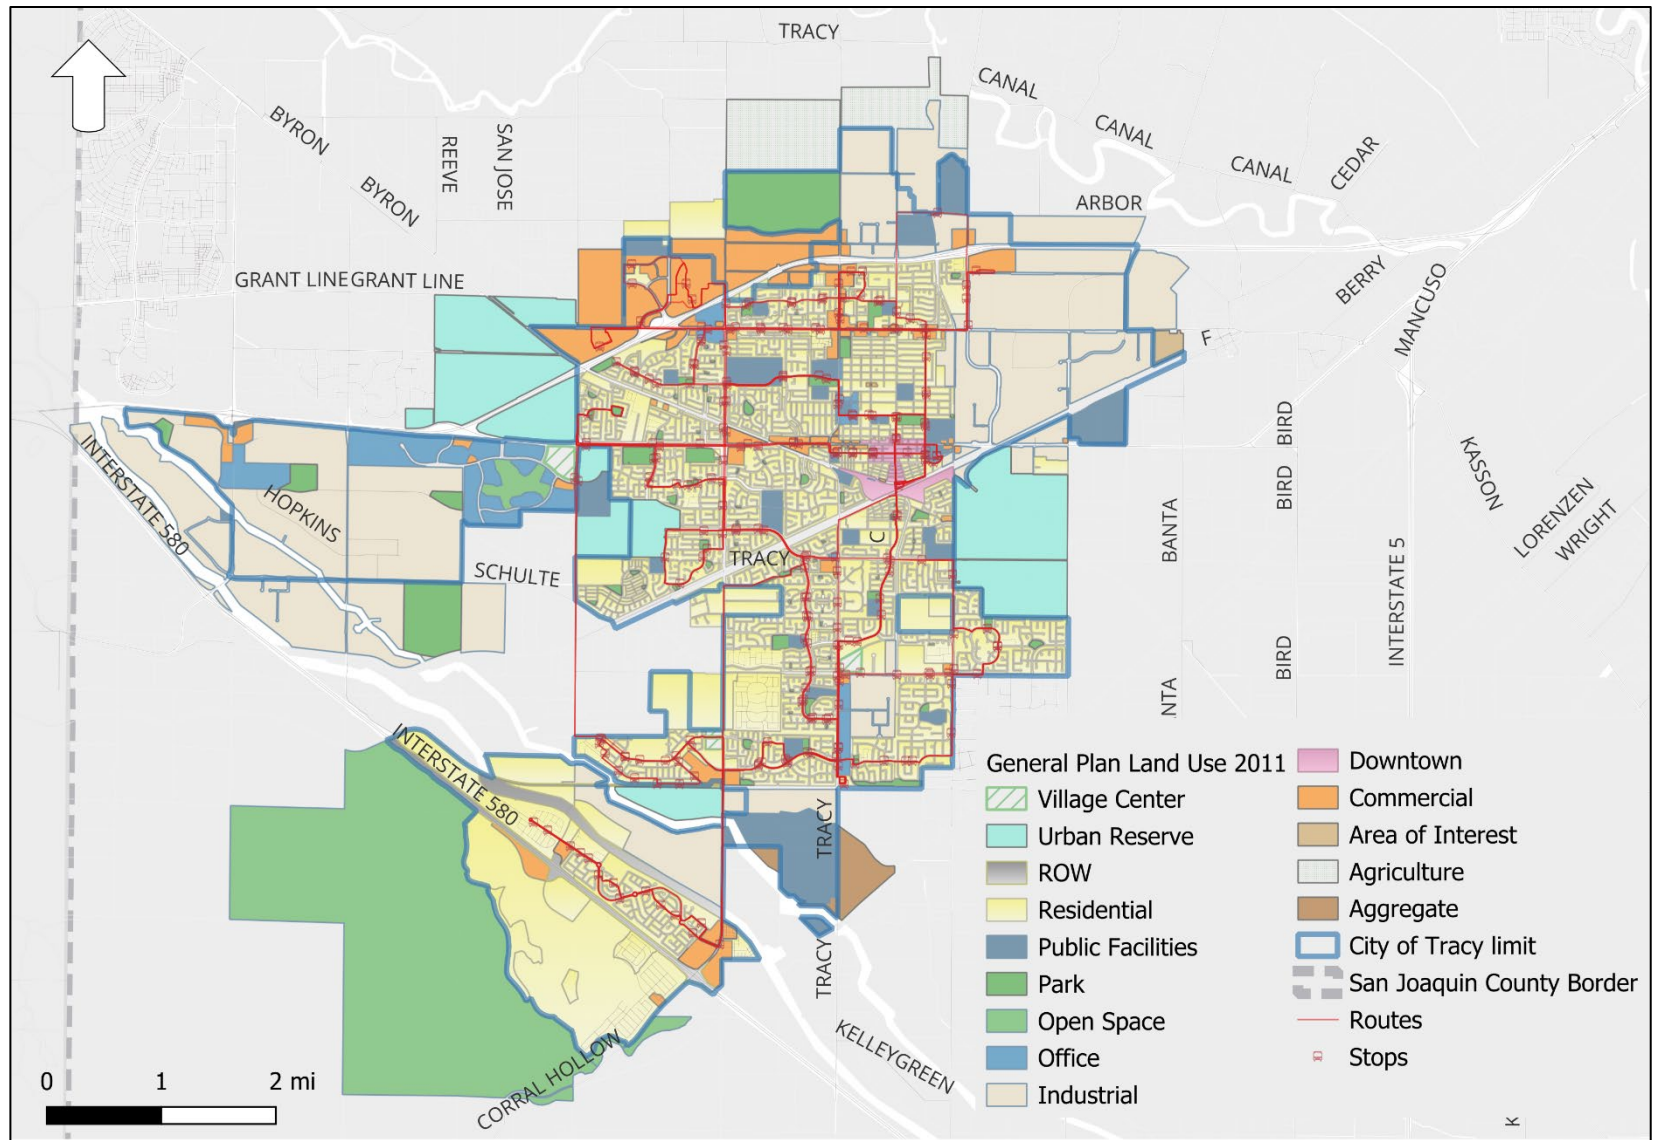 TRACY
CANAL
BYRON
REEVE
SAN JOSE
CANAL
CEDAR
CANAL
BYRON
ARBOR
GRANT LINE
GRANT LINE
BERRY
MANCUSO
F
BIRD
INTERSTATE 580
HOPKINS
KASSON
BIRD
LORENZEN
WRIGHT
BANTA
C
TRACY
SCHULTE
INTERSTATE 5
BIRD
NTA
INTERSTATE 580
TRACY
TRACY
KELLEYGREEN
CORRAL HOLLOW
K
0 1 2 mi
General Plan Land Use 2011
Village Center
Urban Reserve
ROW
Residential
Public Facilities
Park
Open Space
Office
Industrial
Downtown
Commercial
Area of Interest
Agriculture
Aggregate
City of Tracy limit
San Joaquin County Border
Routes
Stops